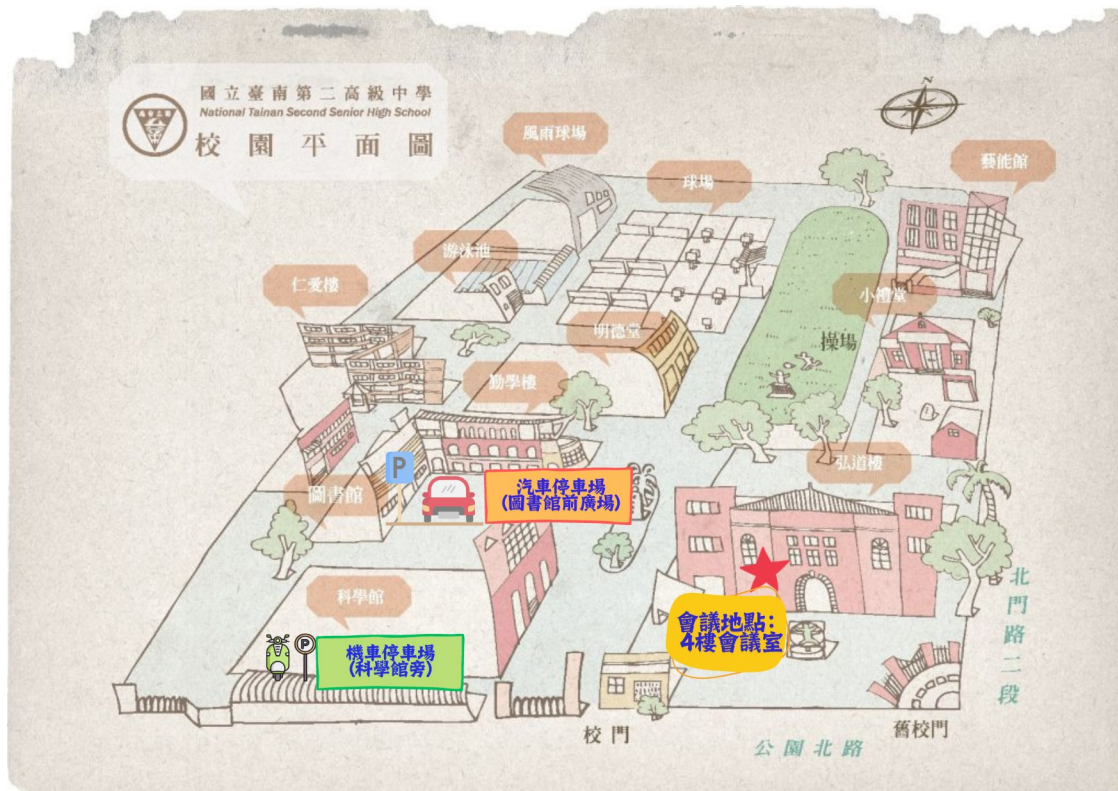 國立臺南第二高級中學
National Tainan Second Senior High School
校園平面圖
N
風雨球場
球場
藝能館
游泳池
仁愛樓
小禮堂
明德堂
操場
勤學樓
弘道樓
P
汽車停車場
(圖書館前廣場)
圖書館
科學館
北門路二段
會議地點:
4樓會議室
P
機車停車場
(科學館旁)
校門
舊校門
公園北路